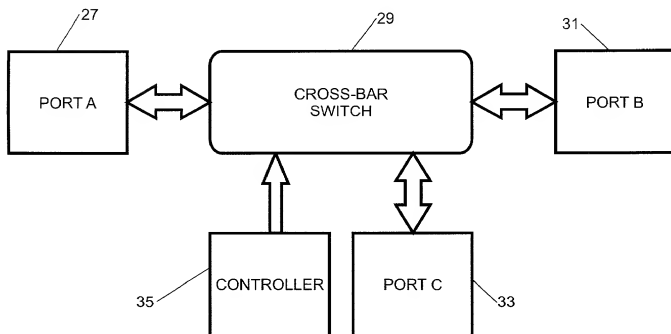 27
29
31
PORT A
CROSS-BAR
SWITCH
PORT B
35
CONTROLLER
PORT C
33